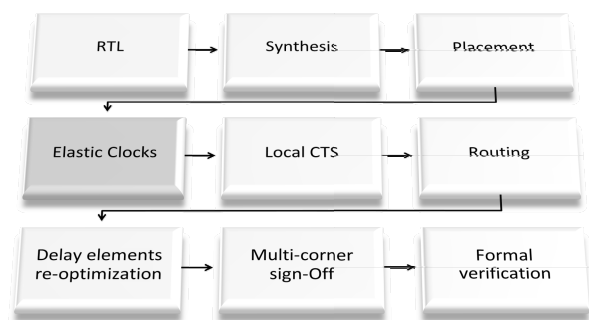 RTL
Synthesis
Placement
Elastic Clocks
Local CTS
Routing
Delay elements
re-optimization
Multi-corner
sign-Off
Formal
verification